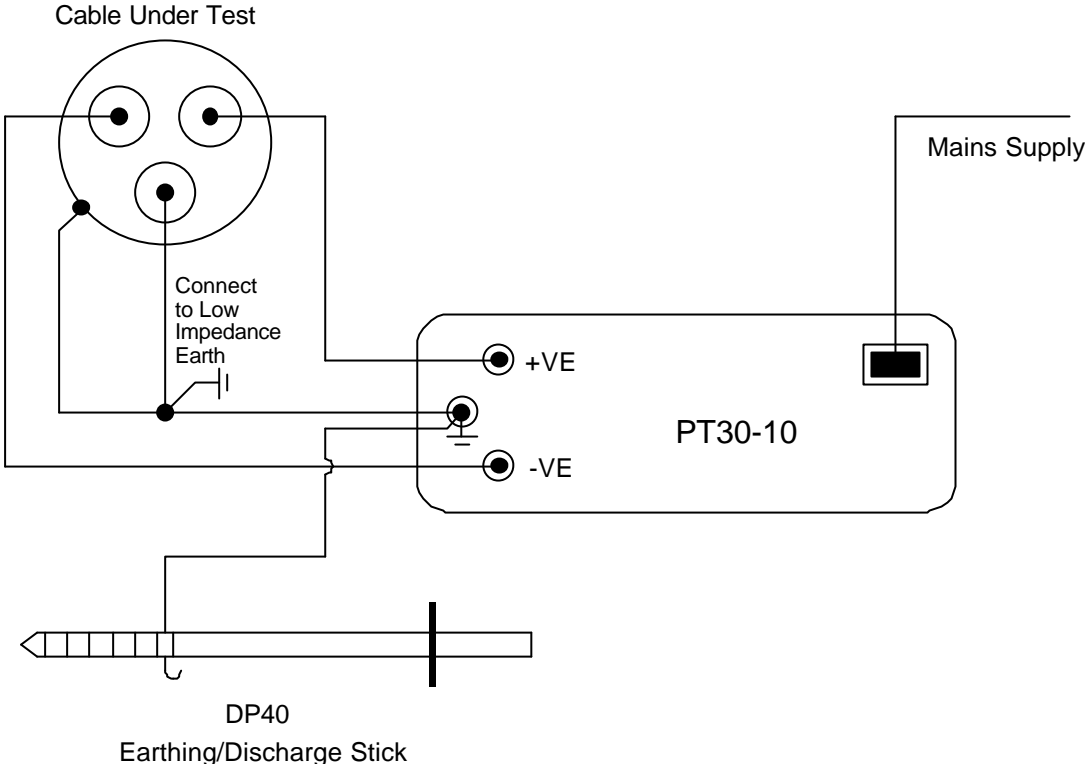 Cable Under Test
Mains Supply
Connect
to Low
Impedance
Earth
+VE
PT30-10
-VE
DP40
Earthing/Discharge Stick